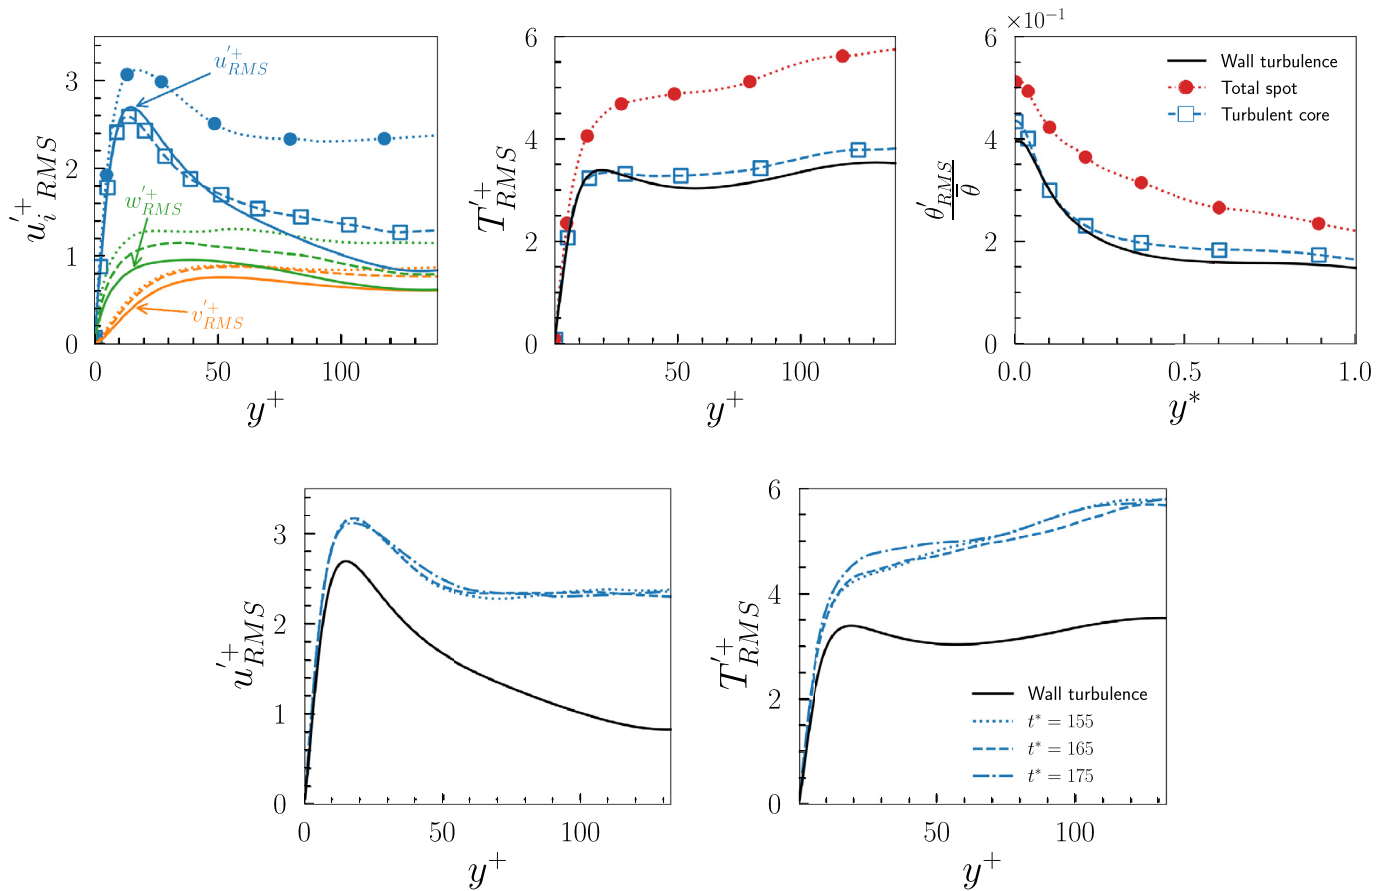 3
2
1
0
0
50
100
y⁺
u′ᵢ⁺ RMS
u′⁺RMS
w′⁺RMS
v′⁺RMS
6
4
2
0
50
100
y⁺
T′⁺RMS
×10⁻¹
6
4
2
0
0.0
0.5
1.0
y*
θ′RMS
θ̄
Wall turbulence
Total spot
Turbulent core
3
2
1
0
0
50
100
y⁺
u′⁺RMS
6
4
2
0
50
100
y⁺
T′⁺RMS
Wall turbulence
t* = 155
t* = 165
t* = 175